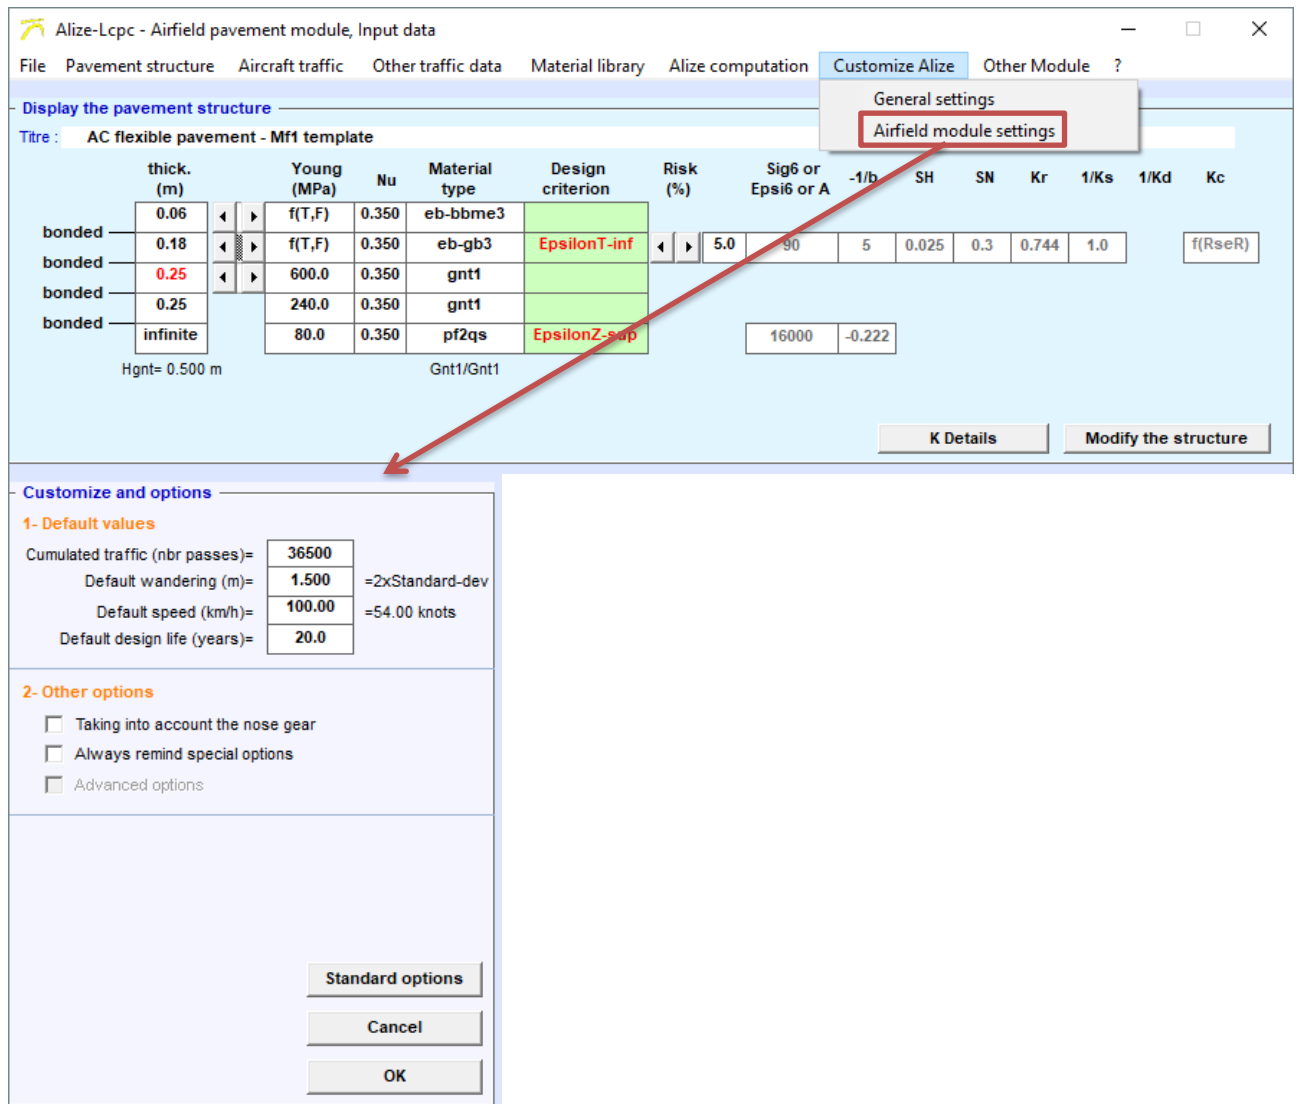 Alize-Lcpc - Airfield pavement module, Input data
File Pavement structure Aircraft traffic Other traffic data Material library Alize computation Customize Alize Other Module ?
General settings
Airfield module settings
Display the pavement structure
Titre : AC flexible pavement - Mf1 template
thick. (m) Young (MPa) Nu Material type Design criterion Risk (%) Sig6 or Epsi6 or A -1/b SH SN Kr 1/Ks 1/Kd Kc
0.06 f(T,F) 0.350 eb-bbme3
bonded
0.18 f(T,F) 0.350 eb-gb3 EpsilonT-inf 5.0 90 5 0.025 0.3 0.744 1.0 f(RseR)
bonded
0.25 600.0 0.350 gnt1
bonded
0.25 240.0 0.350 gnt1
bonded
infinite 80.0 0.350 pf2qs EpsilonZ-sup 16000 -0.222
Hgnt= 0.500 m Gnt1/Gnt1
K Details Modify the structure
Customize and options
1- Default values
Cumulated traffic (nbr passes)= 36500
Default wandering (m)= 1.500 =2xStandard-dev
Default speed (km/h)= 100.00 =54.00 knots
Default design life (years)= 20.0
2- Other options
Taking into account the nose gear
Always remind special options
Advanced options
Standard options
Cancel
OK